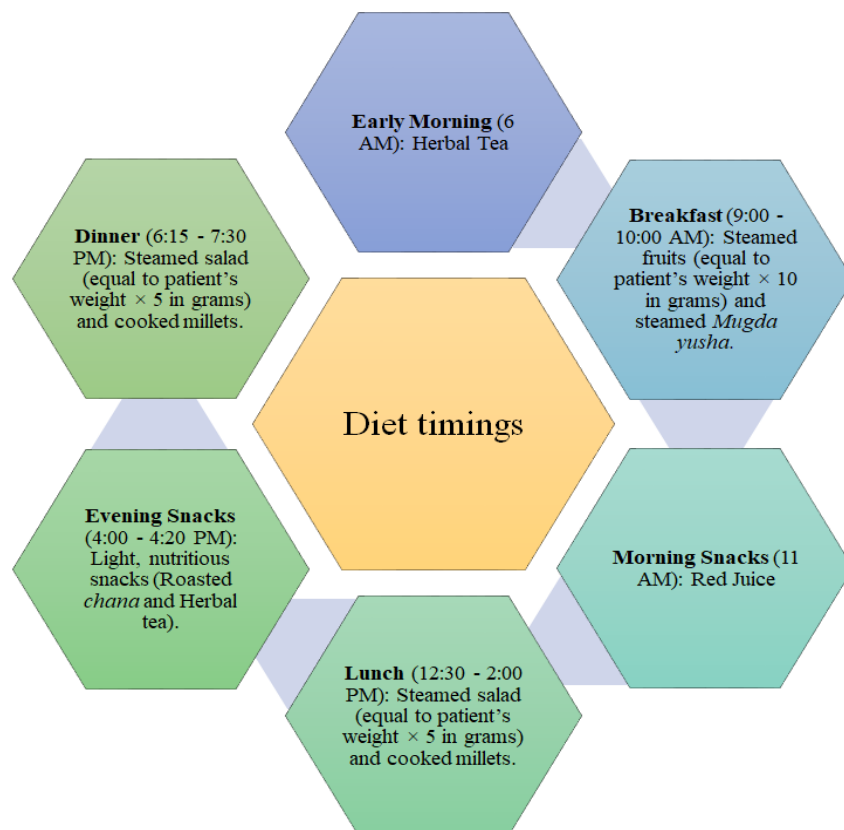 Early Morning (6
AM): Herbal Tea
Breakfast (9:00 -
10:00 AM): Steamed
fruits (equal to
patient’s weight × 10
in grams) and
steamed Mugda
yusha.
Morning Snacks (11
AM): Red Juice
Lunch (12:30 - 2:00
PM): Steamed salad
(equal to patient’s
weight × 5 in grams)
and cooked millets.
Evening Snacks
(4:00 - 4:20 PM):
Light, nutritious
snacks (Roasted
chana and Herbal
tea).
Dinner (6:15 - 7:30
PM): Steamed salad
(equal to patient’s
weight × 5 in grams)
and cooked millets.
Diet timings